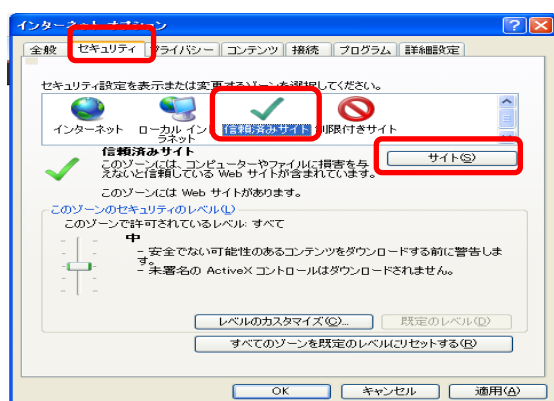 インターネット オプション
全般 セキュリティ プライバシー コンテンツ 接続 プログラム 詳細設定
セキュリティ設定を表示または変更するゾーンを選択してください。
インターネット ローカル イントラネット 信頼済みサイト 制限付きサイト
信頼済みサイト
サイト(S)
このゾーンには、コンピューターやファイルに損害を与
えないと信頼している Web サイトが含まれています。
このゾーンには Web サイトがあります。
このゾーンのセキュリティのレベル(L)
このゾーンで許可されているレベル: すべて
中
- 安全でない可能性のあるコンテンツをダウンロードする前に警告しま
す。
- 未署名の ActiveX コントロールはダウンロードされません。
レベルのカスタマイズ(C)... 既定のレベル(D)
すべてのゾーンを既定のレベルにリセットする(R)
OK キャンセル 適用(A)